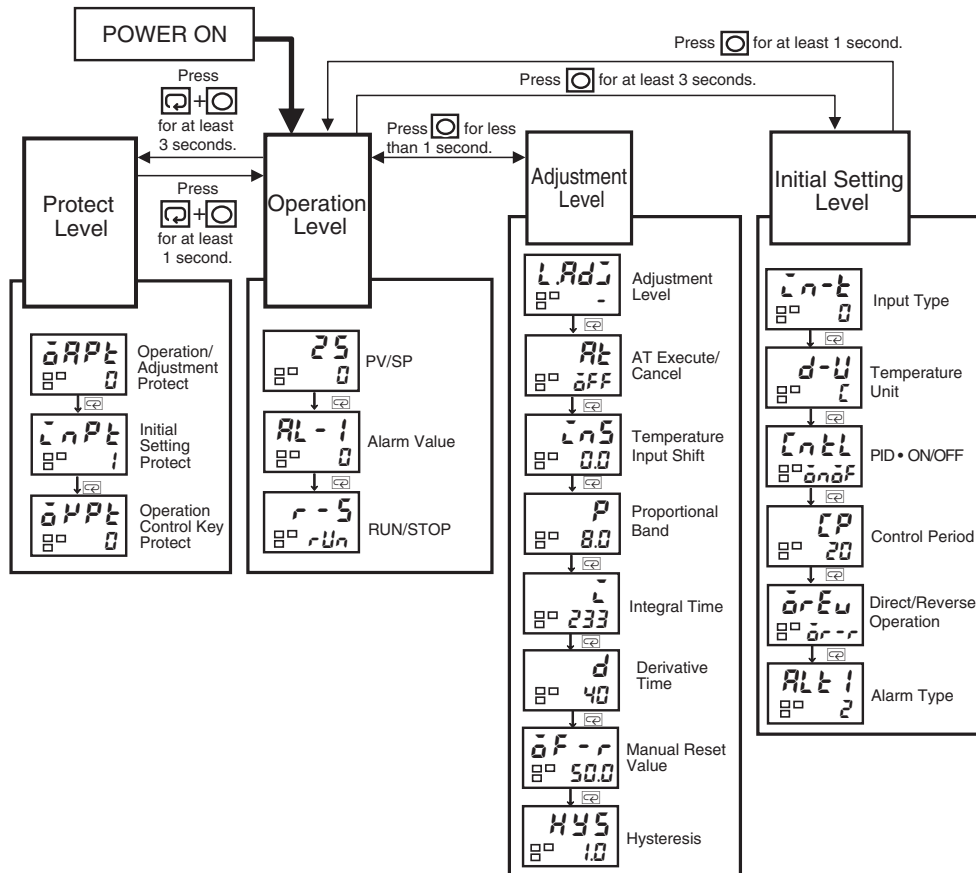 POWER ON
Press
+
for at least
3 seconds.
Press
+
for at least
1 second.
Press for at least 1 second.
Press for at least 3 seconds.
Press for less
than 1 second.
Protect
Level
Operation
Level
Adjustment
Level
Initial Setting
Level
oAPt
0
Operation/
Adjustment
Protect
inPt
1
Initial
Setting
Protect
oKPt
0
Operation
Control Key
Protect
25
0
PV/SP
AL-1
0
Alarm Value
r-S
rUn
RUN/STOP
L.AdJ
-
Adjustment
Level
At
oFF
AT Execute/
Cancel
inS
0.0
Temperature
Input Shift
P
8.0
Proportional
Band
i
233
Integral Time
d
40
Derivative
Time
oF-r
50.0
Manual Reset
Value
HYS
1.0
Hysteresis
in-t
0
Input Type
d-U
C
Temperature
Unit
CntL
onoF
PID • ON/OFF
CP
20
Control Period
orEv
or-r
Direct/Reverse
Operation
ALt1
2
Alarm Type